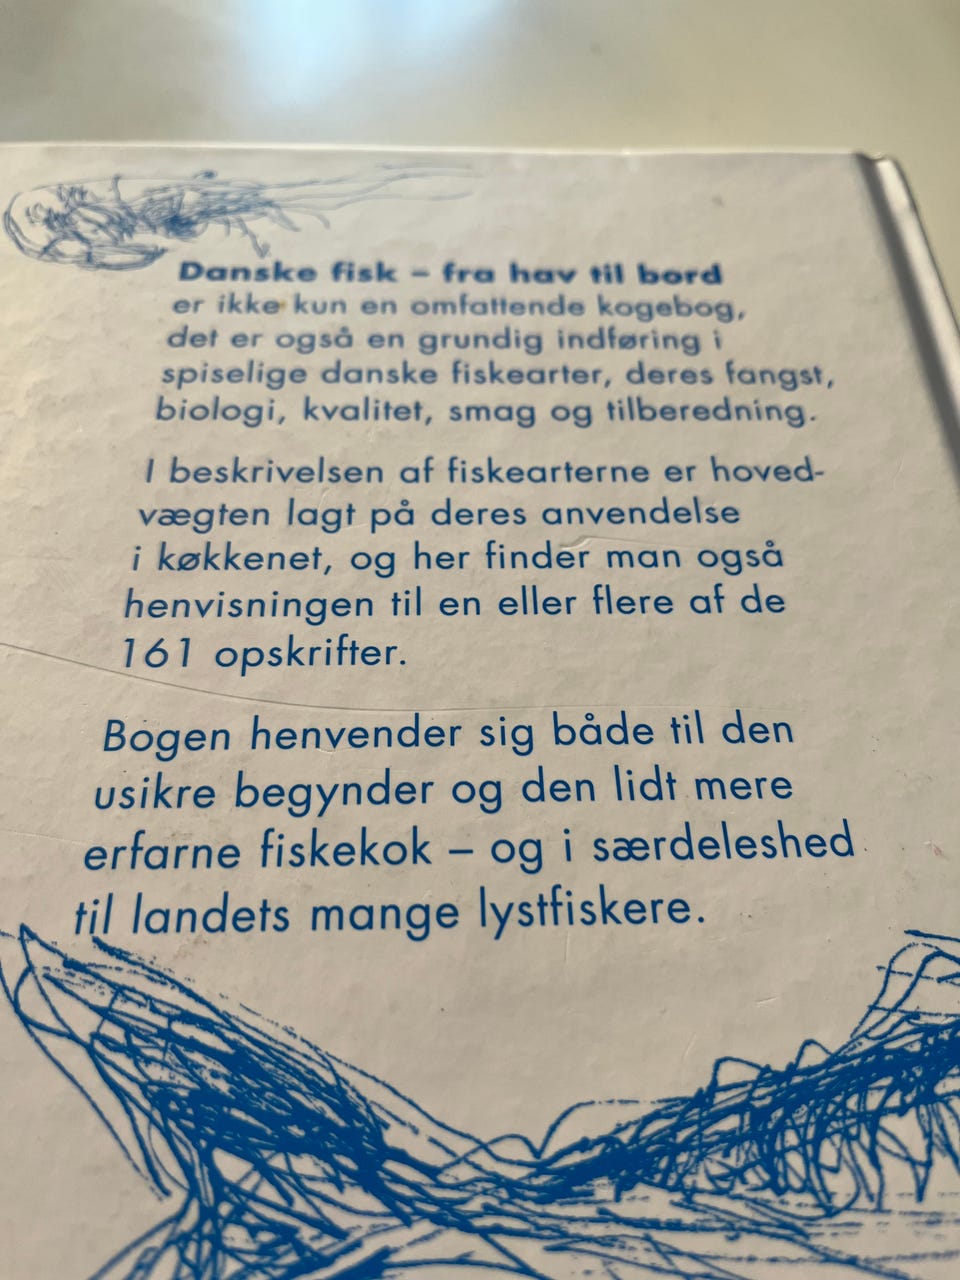 Danske fisk – fra hav til bord
er ikke kun en omfattende kogebog,
det er også en grundig indføring i
spiselige danske fiskearter, deres fangst,
biologi, kvalitet, smag og tilberedning.
I beskrivelsen af fiskearterne er hoved-
vægten lagt på deres anvendelse
i køkkenet, og her finder man også
henvisningen til en eller flere af de
161 opskrifter.
Bogen henvender sig både til den
usikre begynder og den lidt mere
erfarne fiskekok – og i særdeleshed
til landets mange lystfiskere.